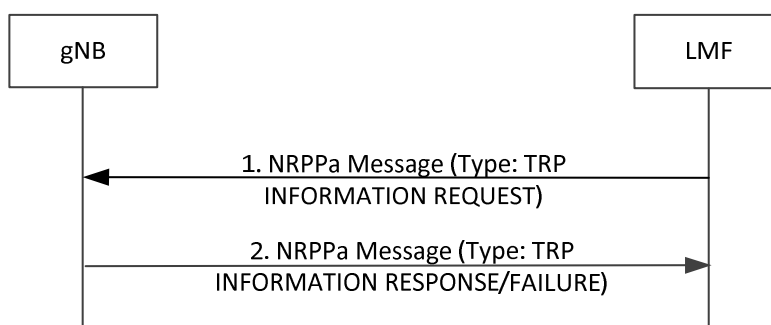 gNB
LMF
1. NRPPa Message (Type: TRP
INFORMATION REQUEST)
2. NRPPa Message (Type: TRP
INFORMATION RESPONSE/FAILURE)